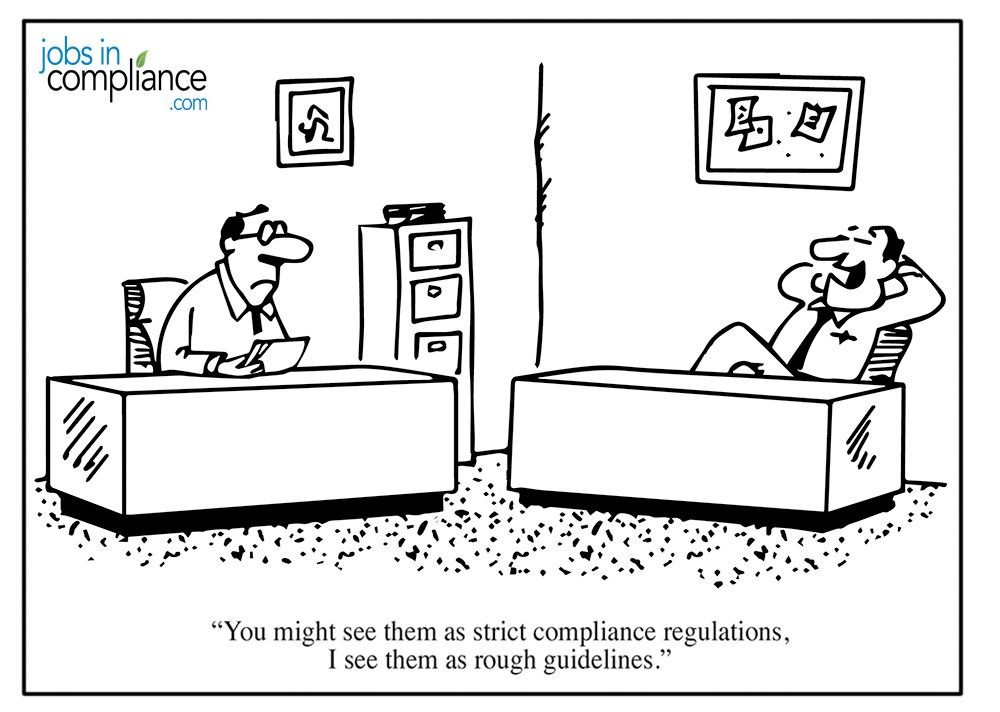 jobs in
compliance
.com
“You might see them as strict compliance regulations,
I see them as rough guidelines.”